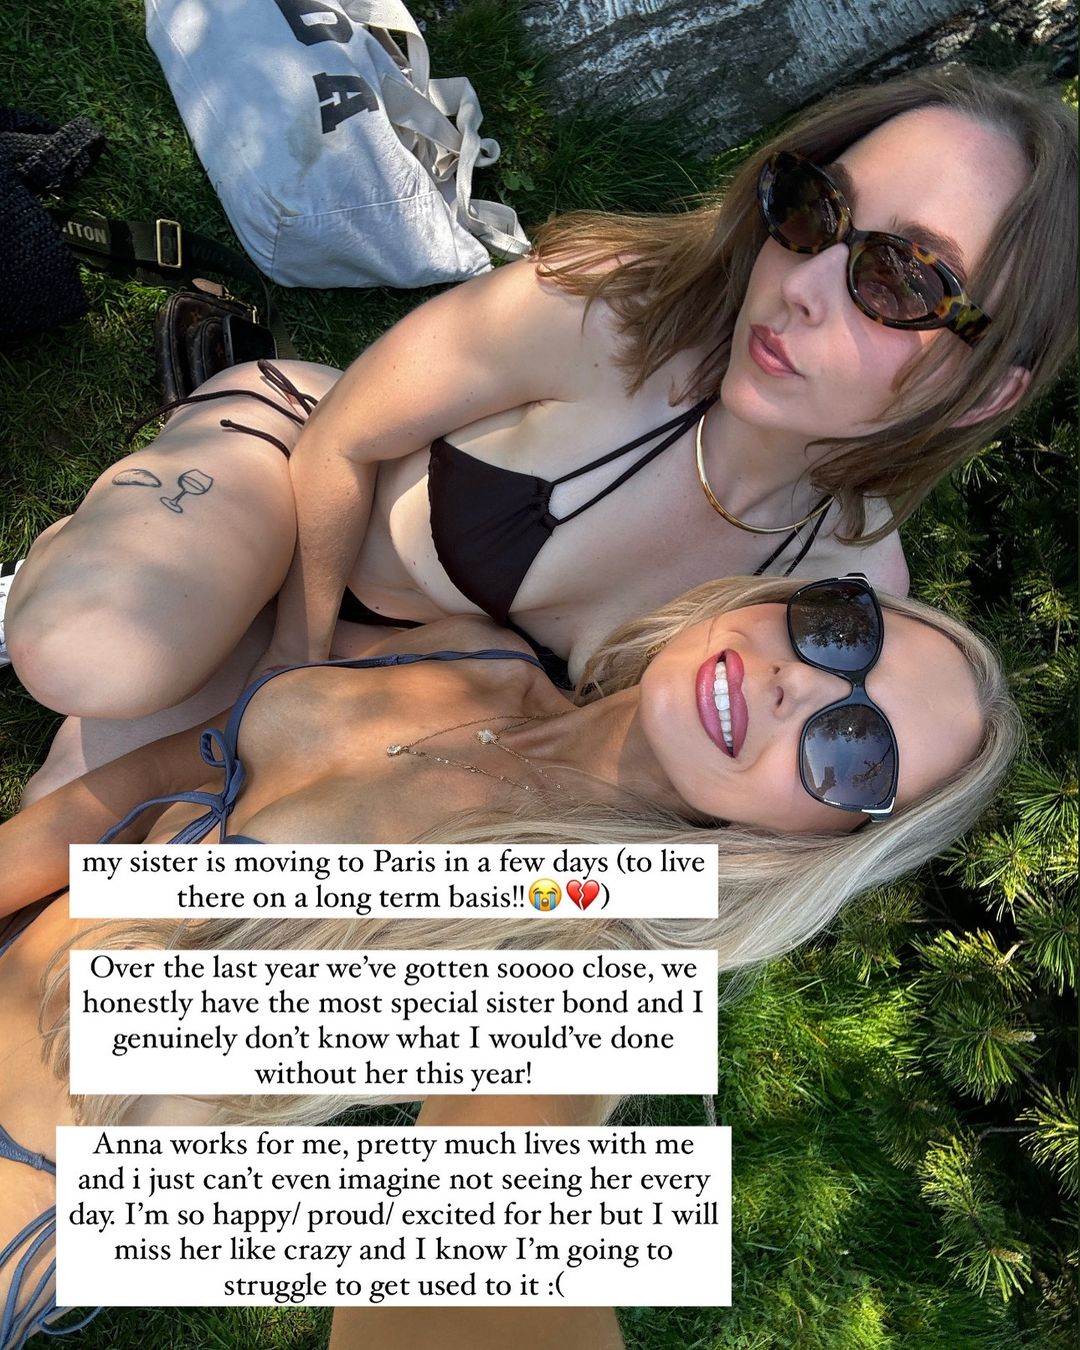 DA
ITTON
my sister is moving to Paris in a few days (to live
there on a long term basis!!😭💔)
Over the last year we’ve gotten soooo close, we
honestly have the most special sister bond and I
genuinely don’t know what I would’ve done
without her this year!
Anna works for me, pretty much lives with me
and i just can’t even imagine not seeing her every
day. I’m so happy/ proud/ excited for her but I will
miss her like crazy and I know I’m going to
struggle to get used to it :(